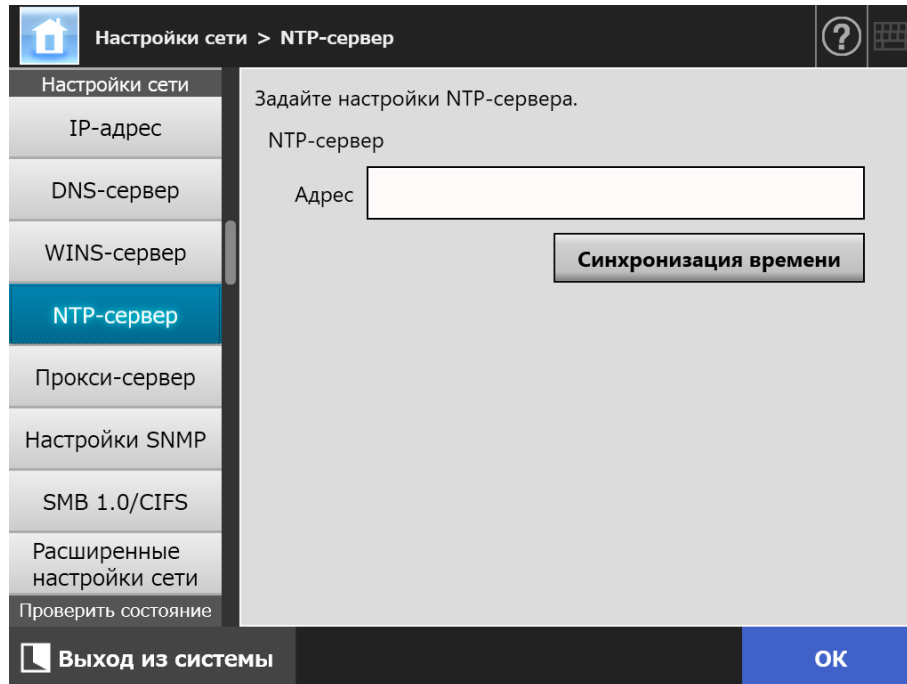 Настройки сети > NTP-сервер
?
Настройки сети
IP-адрес
DNS-сервер
WINS-сервер
NTP-сервер
Прокси-сервер
Настройки SNMP
SMB 1.0/CIFS
Расширенные
настройки сети
Проверить состояние
Задайте настройки NTP-сервера.
NTP-сервер
Адрес
Синхронизация времени
Выход из системы
ОК